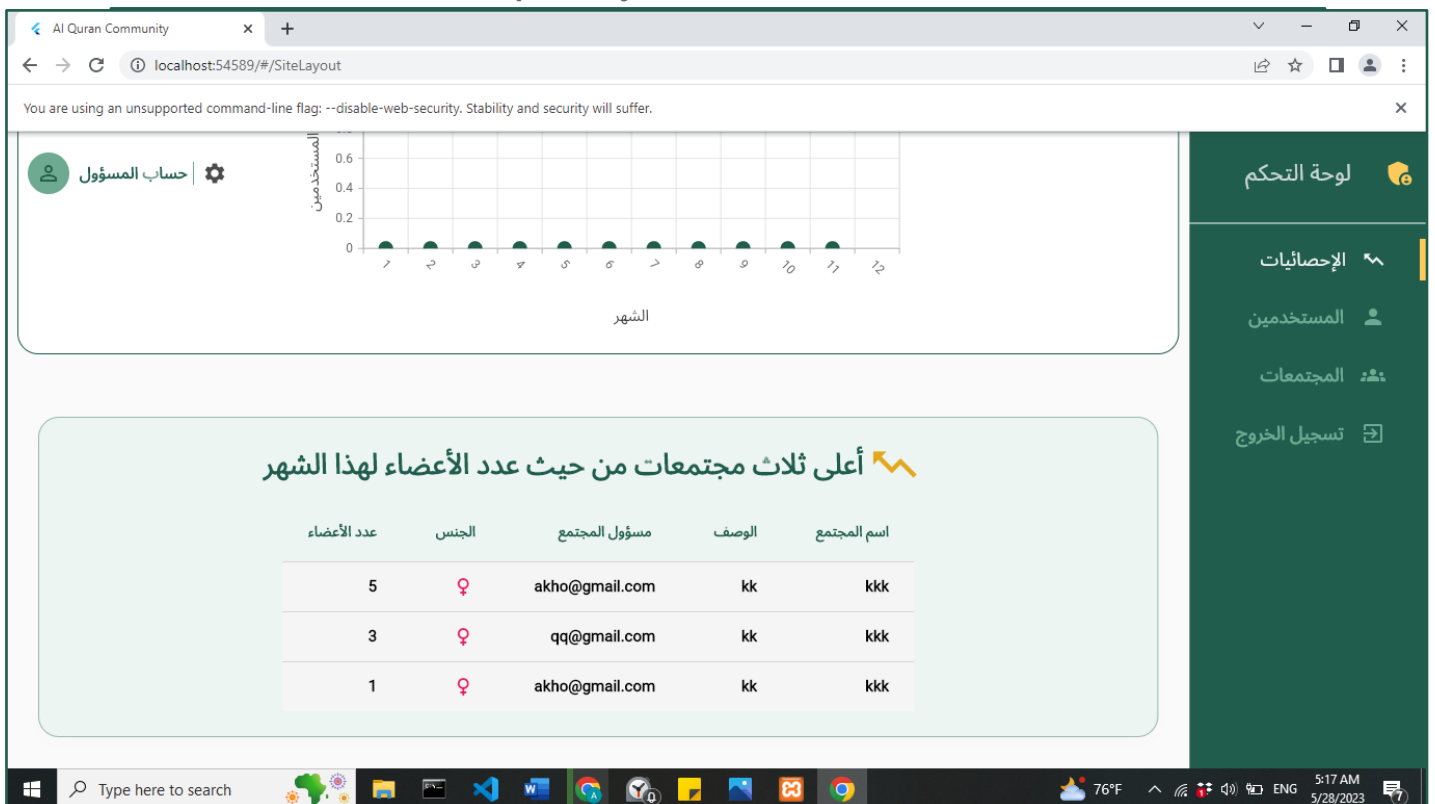 Al Quran Community
localhost:54589/#/SiteLayout
You are using an unsupported command-line flag: --disable-web-security. Stability and security will suffer.
لوحة التحكم
الإحصائيات
المستخدمين
المجتمعات
تسجيل الخروج
حساب المسؤول
المستخدمين
0.6
0.4
0.2
0
1 2 3 4 5 6 7 8 9 10 11 12
الشهر
أعلى ثلاث مجتمعات من حيث عدد الأعضاء لهذا الشهر
اسم المجتمع الوصف مسؤول المجتمع الجنس عدد الأعضاء
kkk kk akho@gmail.com 5
kkk kk qq@gmail.com 3
kkk kk akho@gmail.com 1
Type here to search
76°F
ENG
5:17 AM
5/28/2023
7